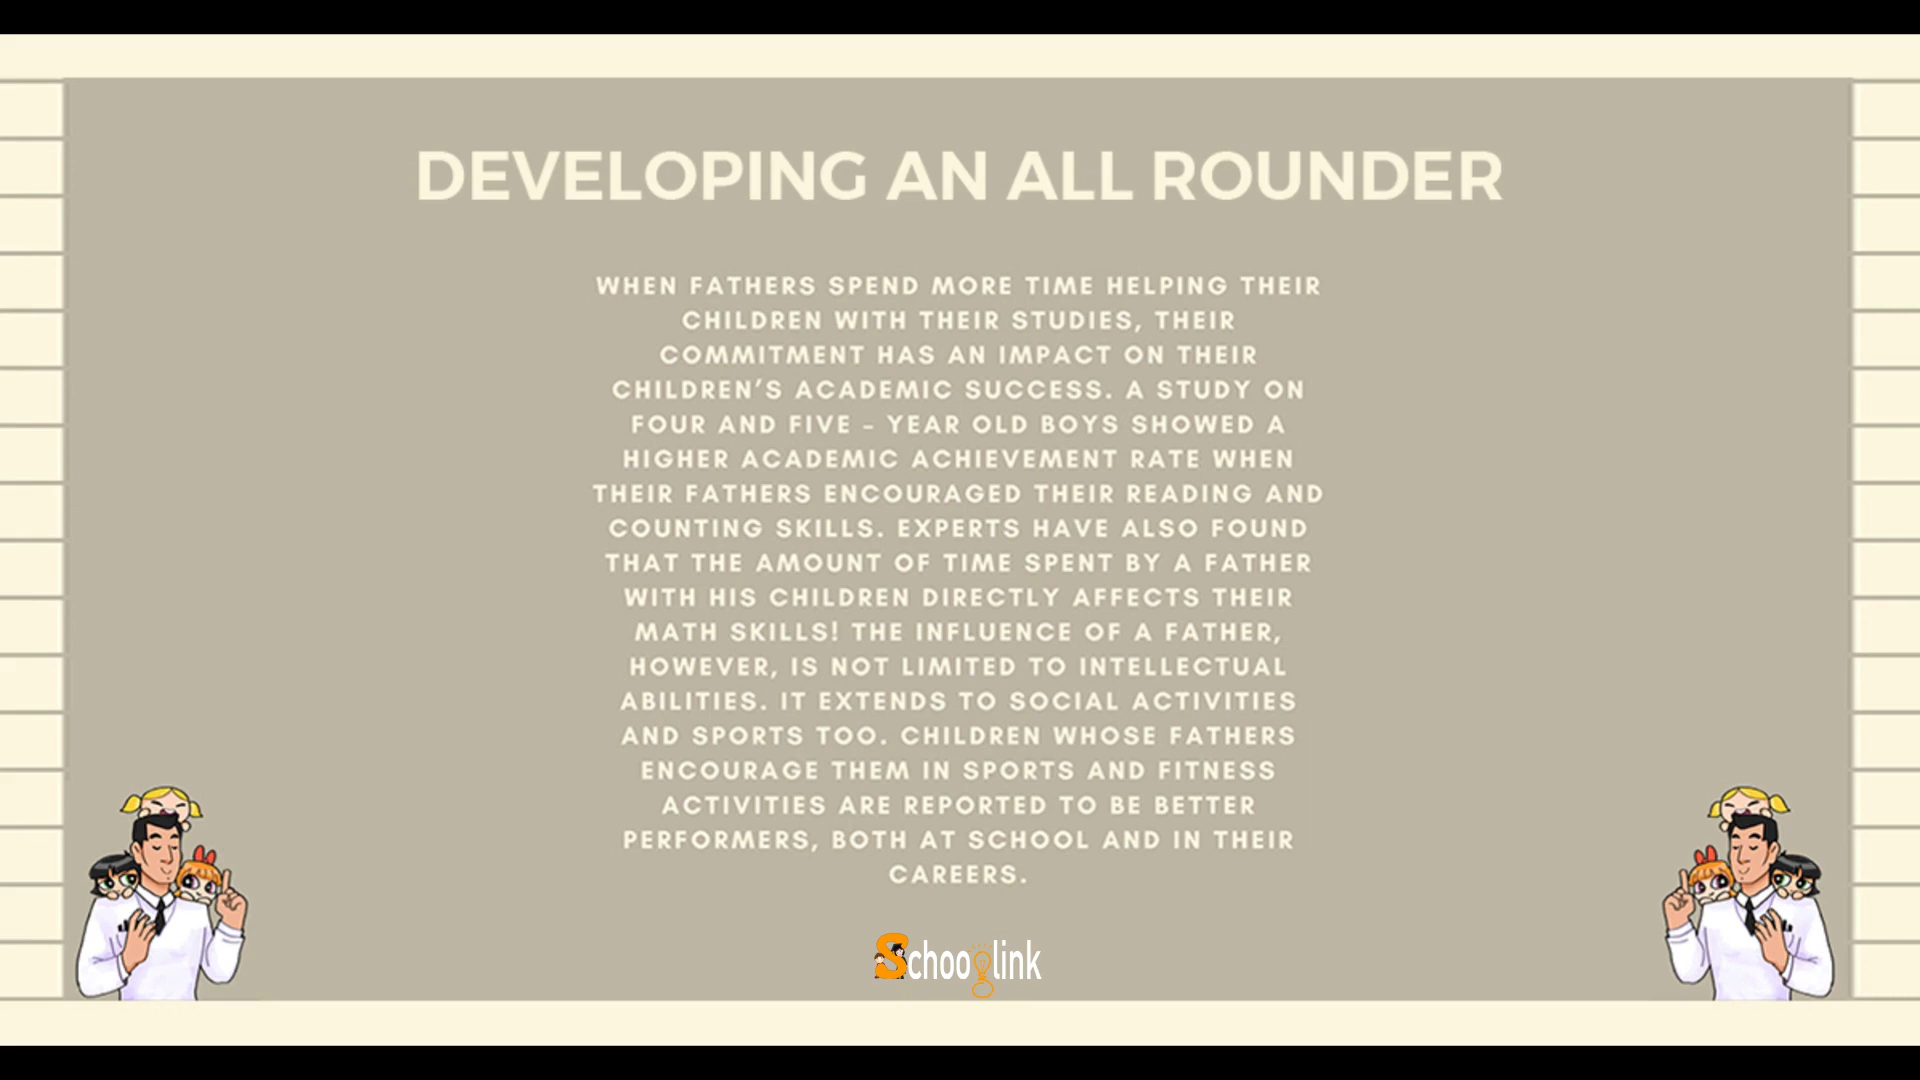 DEVELOPING AN ALL ROUNDER
WHEN FATHERS SPEND MORE TIME HELPING THEIR
CHILDREN WITH THEIR STUDIES, THEIR
COMMITMENT HAS AN IMPACT ON THEIR
CHILDREN'S ACADEMIC SUCCESS. A STUDY ON
FOUR AND FIVE – YEAR OLD BOYS SHOWED A
HIGHER ACADEMIC ACHIEVEMENT RATE WHEN
THEIR FATHERS ENCOURAGED THEIR READING AND
COUNTING SKILLS. EXPERTS HAVE ALSO FOUND
THAT THE AMOUNT OF TIME SPENT BY A FATHER
WITH HIS CHILDREN DIRECTLY AFFECTS THEIR
MATH SKILLS! THE INFLUENCE OF A FATHER,
HOWEVER, IS NOT LIMITED TO INTELLECTUAL
ABILITIES. IT EXTENDS TO SOCIAL ACTIVITIES
AND SPORTS TOO. CHILDREN WHOSE FATHERS
ENCOURAGE THEM IN SPORTS AND FITNESS
ACTIVITIES ARE REPORTED TO BE BETTER
PERFORMERS, BOTH AT SCHOOL AND IN THEIR
CAREERS.
Schooglink